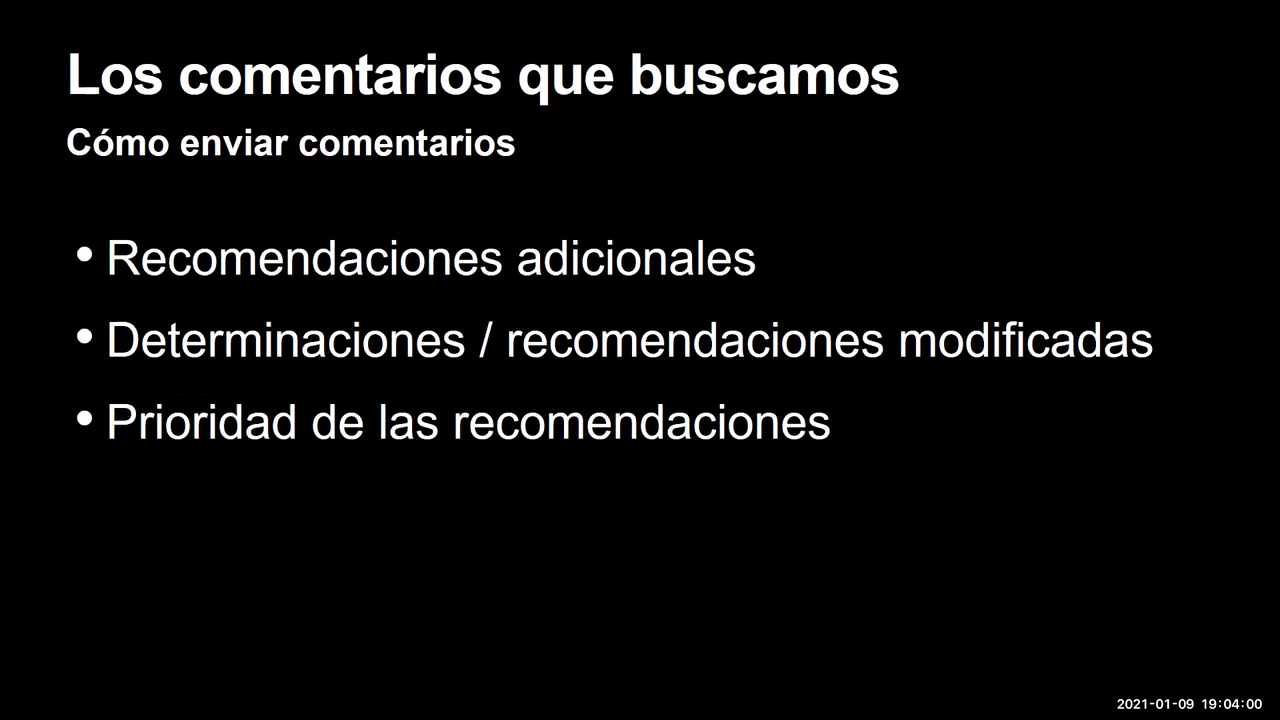 Los comentarios que buscamos
Cómo enviar comentarios
• Recomendaciones adicionales
• Determinaciones / recomendaciones modificadas
• Prioridad de las recomendaciones
2021-01-09 19:04:00